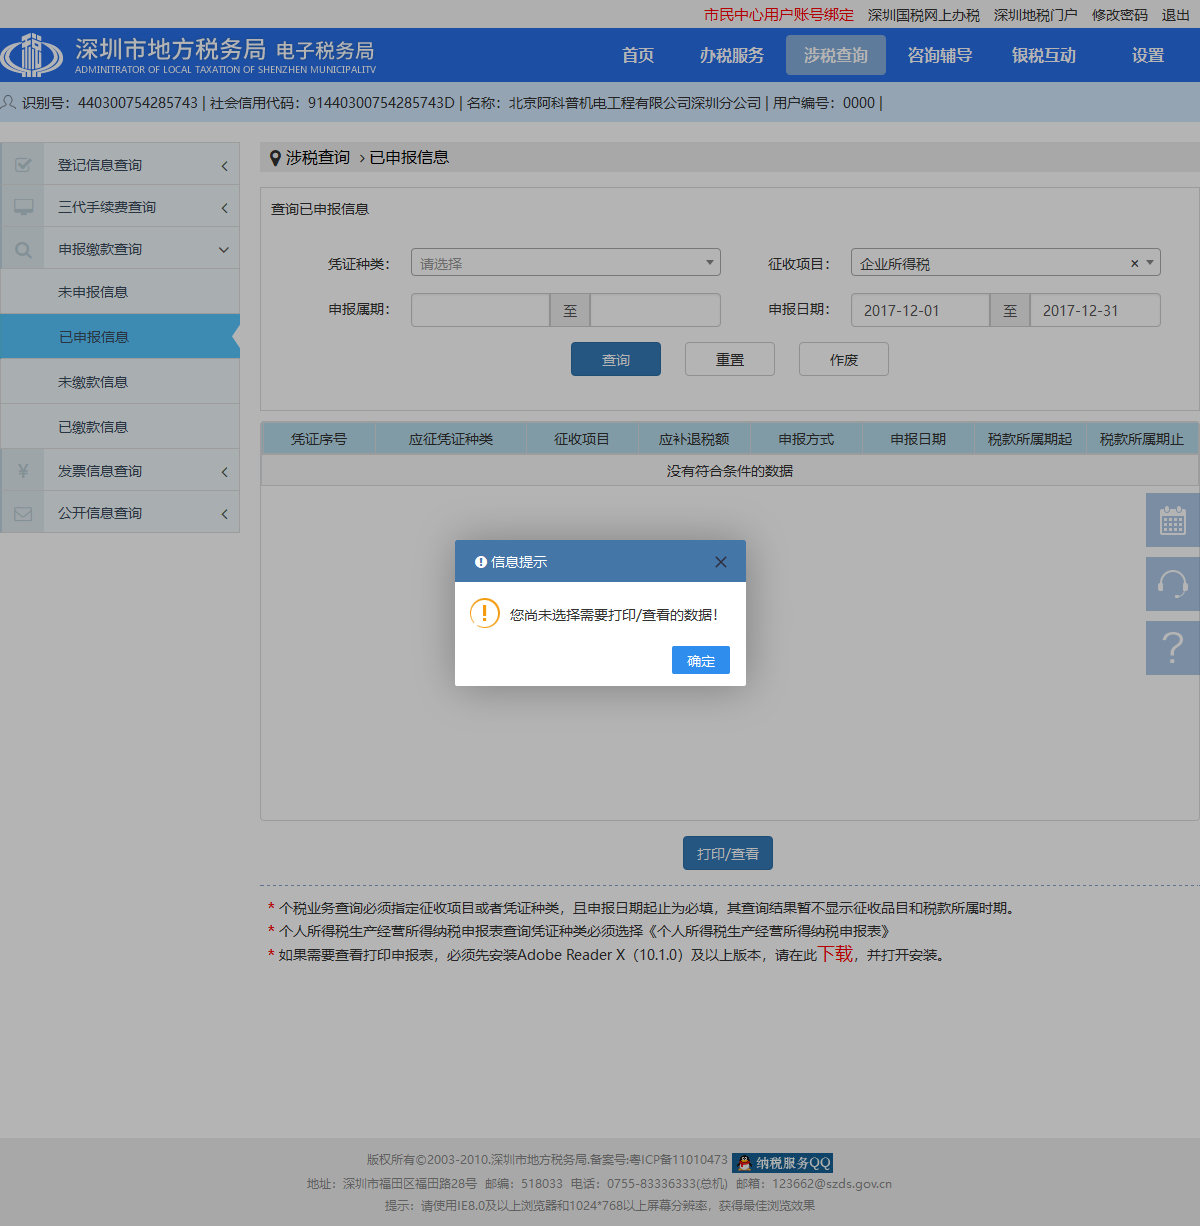 市民中心用户账号绑定 深圳国税网上办税 深圳地税门户 修改密码 退出
深圳市地方税务局 电子税务局
ADMINITRATOR OF LOCAL TAXATION OF SHENZHEN MUNICIPALITV
首页 办税服务 涉税查询 咨询辅导 银税互动 设置
识别号：440300754285743 | 社会信用代码：91440300754285743D | 名称：北京阿科普机电工程有限公司深圳分公司 | 用户编号：0000 |
登记信息查询
三代手续费查询
申报缴款查询
未申报信息
已申报信息
未缴款信息
已缴款信息
发票信息查询
公开信息查询
涉税查询 › 已申报信息
查询已申报信息
凭证种类： 请选择 征收项目： 企业所得税 ×
申报属期： 至 申报日期： 2017-12-01 至 2017-12-31
查询 重置 作废
凭证序号 应征凭证种类 征收项目 应补退税额 申报方式 申报日期 税款所属期起 税款所属期止
没有符合条件的数据
信息提示
您尚未选择需要打印/查看的数据！
确定
打印/查看
* 个税业务查询必须指定征收项目或者凭证种类，且申报日期起止为必填，其查询结果暂不显示征收品目和税款所属时期。
* 个人所得税生产经营所得纳税申报表查询凭证种类必须选择《个人所得税生产经营所得纳税申报表》
* 如果需要查看打印申报表，必须先安装Adobe Reader X（10.1.0）及以上版本，请在此下载，并打开安装。
版权所有©2003-2010.深圳市地方税务局.备案号:粤ICP备11010473 纳税服务QQ
地址：深圳市福田区福田路28号 邮编：518033 电话：0755-83336333(总机) 邮箱：123662@szds.gov.cn
提示：请使用IE8.0及以上浏览器和1024*768以上屏幕分辨率，获得最佳浏览效果